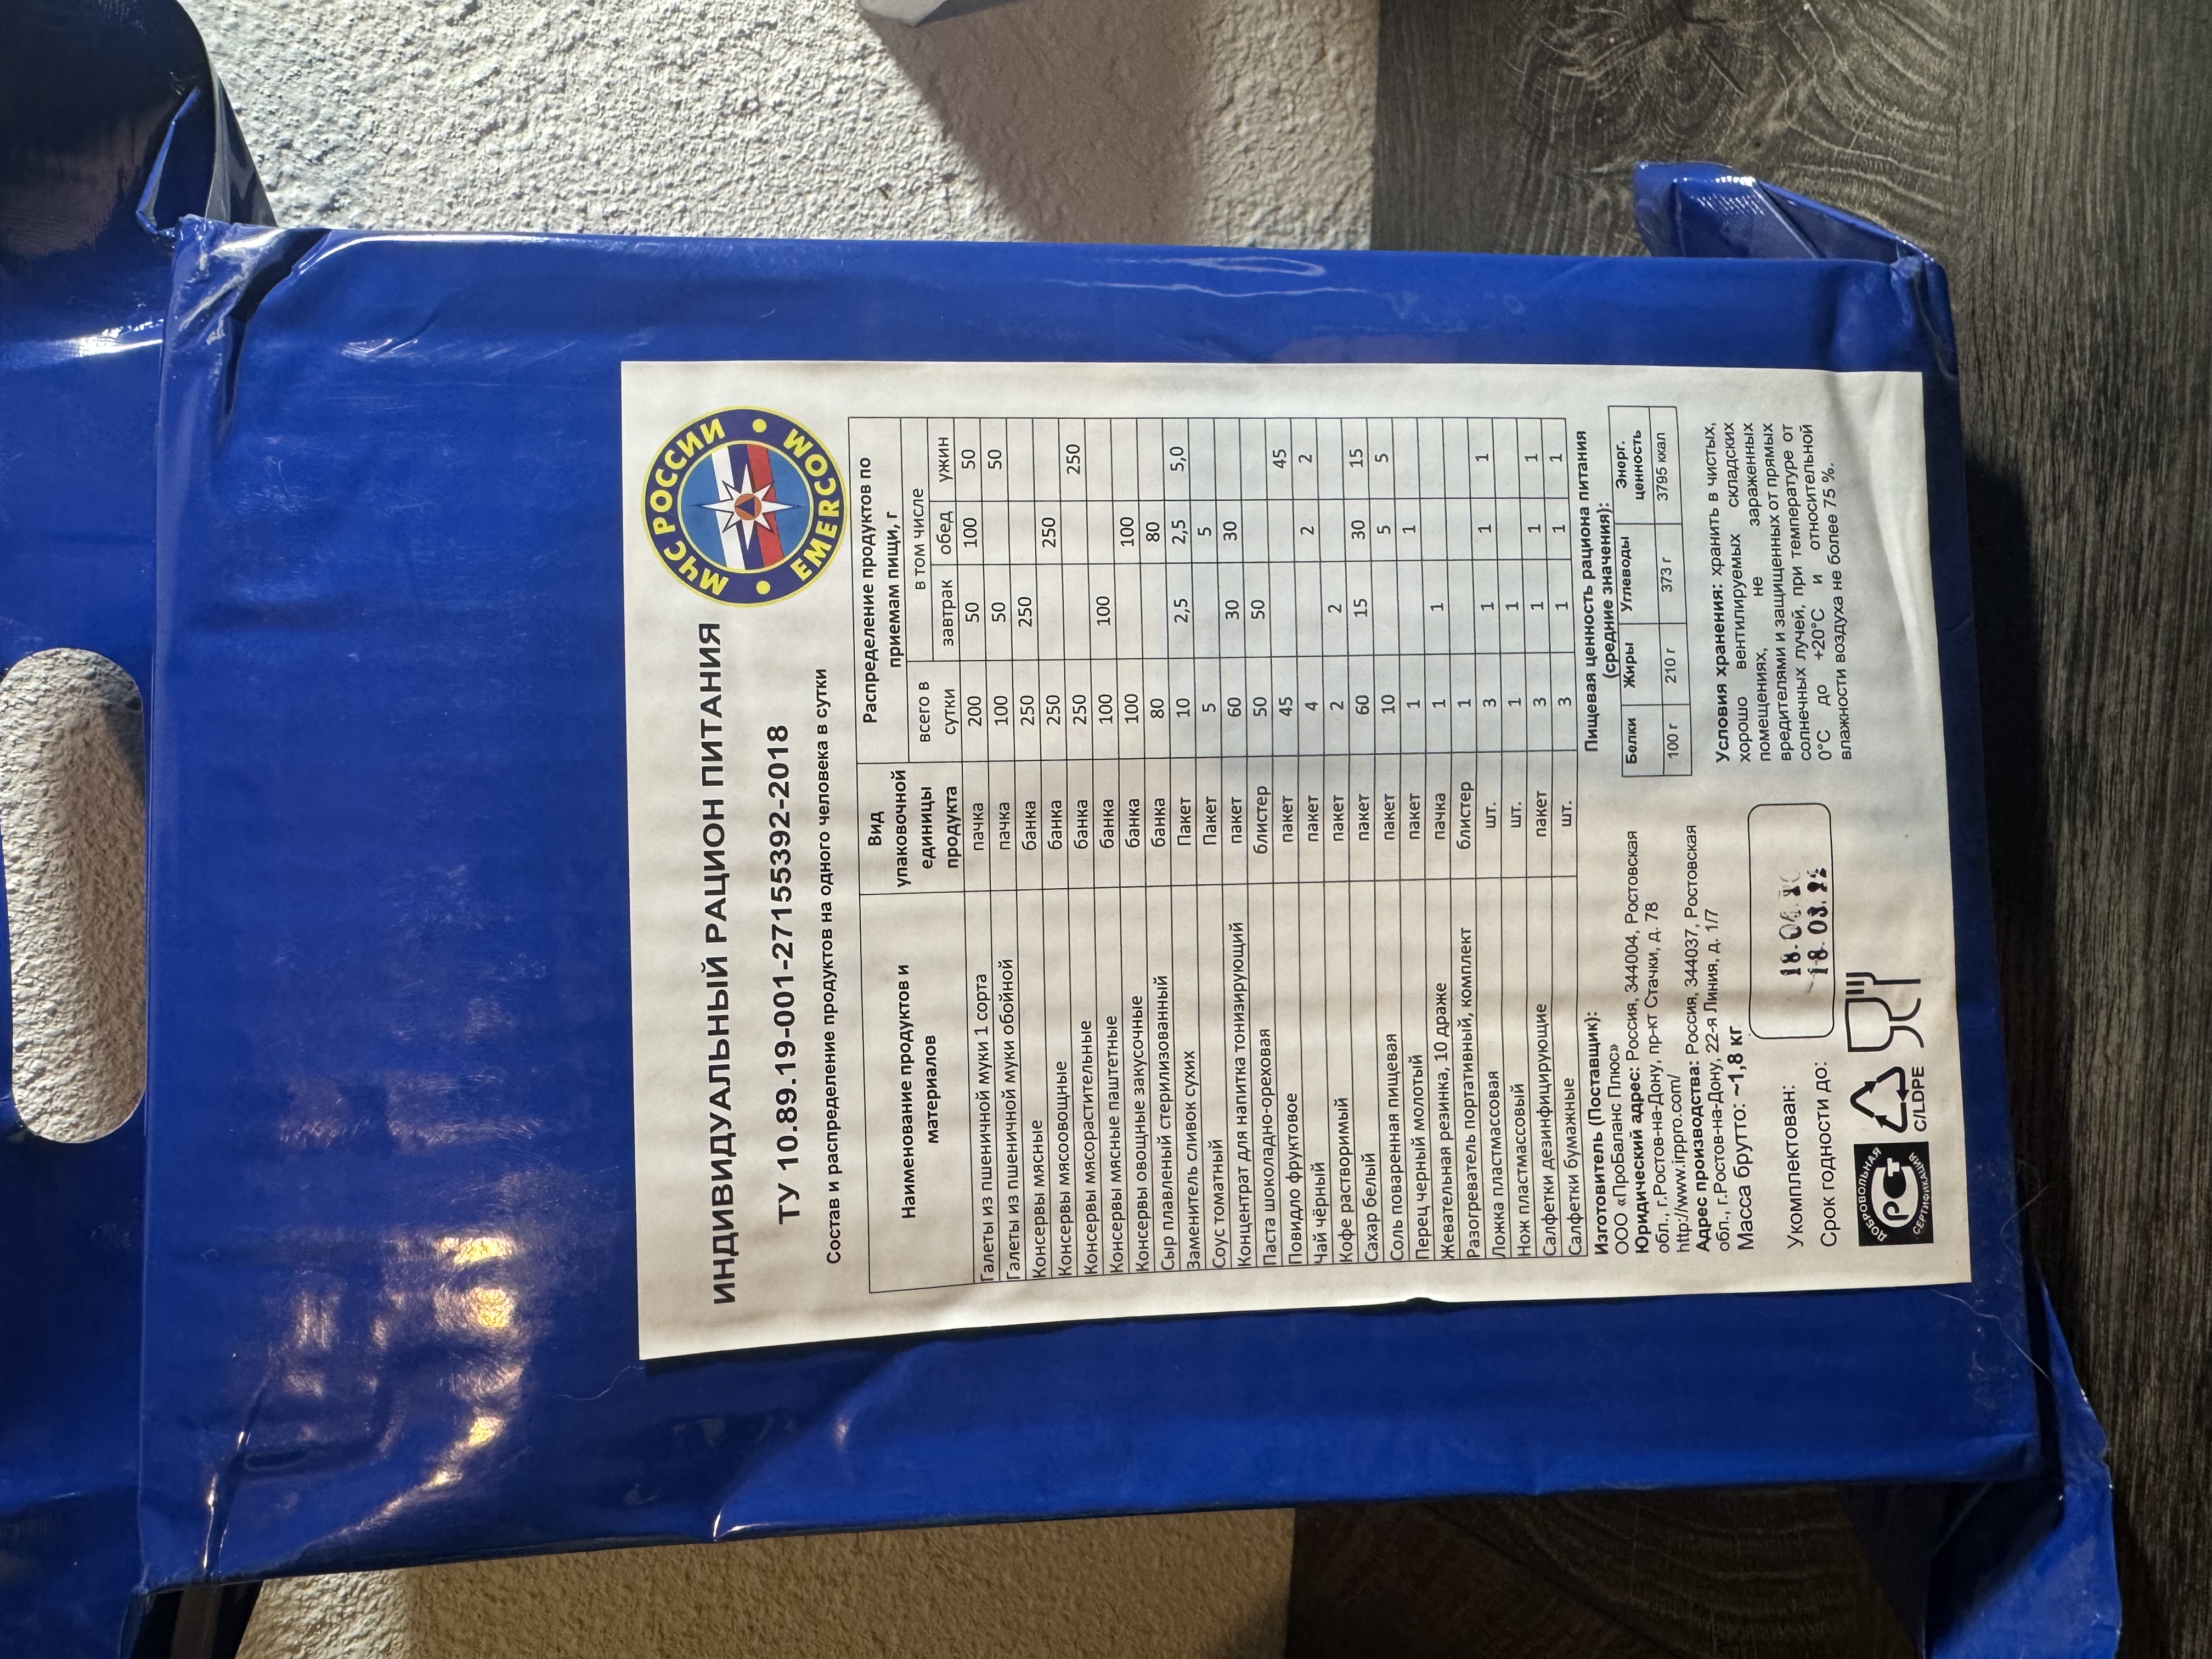 МЧС РОССИИ
EMERCOM
ИНДИВИДУАЛЬНЫЙ РАЦИОН ПИТАНИЯ
ТУ 10.89.19-001-27155392-2018
Состав и распределение продуктов на одного человека в сутки
Наименование продуктов и материалов Вид упаковочной единицы продукта Распределение продуктов по приемам пищи, г
всего в сутки в том числе
завтрак обед ужин
Галеты из пшеничной муки 1 сорта пачка 200 50 100 50
Галеты из пшеничной муки обойной пачка 100 50 50
Консервы мясные банка 250 250
Консервы мясоовощные банка 250 250
Консервы мясорастительные банка 250 250
Консервы мясные паштетные банка 100 100
Консервы овощные закусочные банка 100 100
Сыр плавленый стерилизованный банка 80 80
Заменитель сливок сухих Пакет 10 2,5 2,5 5,0
Соус томатный Пакет 5 5
Концентрат для напитка тонизирующий пакет 60 30 30
Паста шоколадно-ореховая блистер 50 50
Повидло фруктовое пакет 45 45
Чай чёрный пакет 4 2 2
Кофе растворимый пакет 2 2
Сахар белый пакет 60 15 30 15
Соль поваренная пищевая пакет 10 5 5
Перец черный молотый пакет 1 1
Жевательная резинка, 10 драже пачка 1 1
Разогреватель портативный, комплект блистер 1
Ложка пластмассовая шт. 3 1 1 1
Нож пластмассовый шт. 1 1
Салфетки дезинфицирующие пакет 3 1 1 1
Салфетки бумажные шт. 3 1 1 1
Изготовитель (Поставщик):
ООО «ПроБаланс Плюс»
Юридический адрес: Россия, 344004, Ростовская
обл., г.Ростов-на-Дону, пр-кт Стачки, д. 78
http://www.irppro.com/
Адрес производства: Россия, 344037, Ростовская
обл., г.Ростов-на-Дону, 22-я Линия, д. 1/7
Масса брутто: ~1,8 кг
Укомплектован:
Срок годности до:
ДОБРОВОЛЬНАЯ
РСТ
СЕРТИФИКАЦИЯ
C/LDPE
Пищевая ценность рациона питания
(средние значения):
Белки Жиры Углеводы Энерг. ценность
100 г 210 г 373 г 3795 ккал
Условия хранения: хранить в чистых,
хорошо вентилируемых складских
помещениях, не зараженных
вредителями и защищенных от прямых
солнечных лучей, при температуре от
0°C до +20°C и относительной
влажности воздуха не более 75 %.